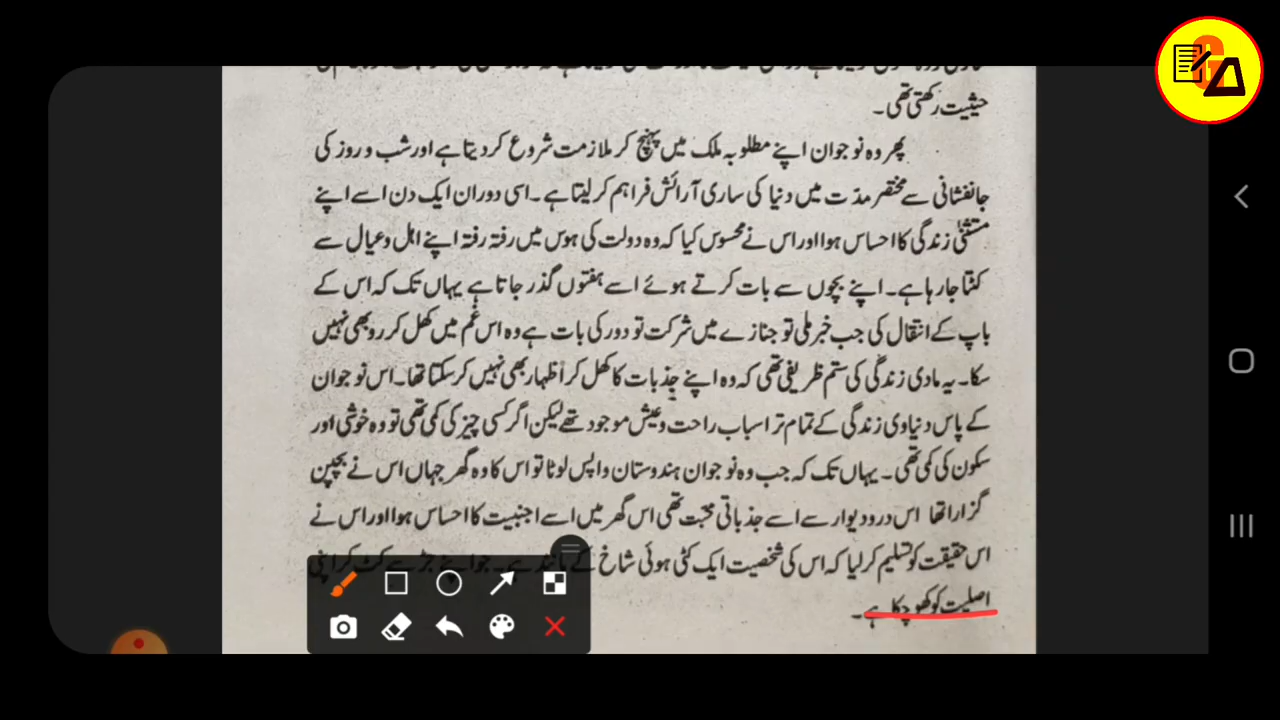 حیثیت رکھتی تھی۔
پھر وہ نوجوان اپنے مطلوبہ ملک میں پہنچ کر ملازمت شروع کر دیتا ہے اور شب و روز کی
جانفشانی سے مختصر مدّت میں دنیا کی ساری آرائش فراہم کر لیتا ہے۔ اسی دوران ایک دن اسے اپنے
زندگی کا احساس ہوا اور اس نے محسوس کیا کہ وہ دولت کی ہوس میں رفتہ رفتہ اپنے اہل و عیال سے
کٹتا جا رہا ہے۔ اپنے بچوں سے بات کرتے ہوئے اسے ہفتوں گذر جاتا ہے یہاں تک کہ اس کے
باپ کے انتقال کی جب خبر ملی تو جنازے میں شرکت تو دور کی بات ہے وہ اس غم میں کھل کر رو بھی نہیں
سکا۔ یہ مادی زندگی کی ستم ظریفی تھی کہ وہ اپنے جذبات کا کھل کر اظہار بھی نہیں کر سکتا تھا۔ اس نوجوان
کے پاس دنیاوی زندگی کے تمام تر اسباب راحت و عیش موجود تھے لیکن اگر کسی چیز کی کمی تھی تو وہ خوشی اور
سکون کی کمی تھی۔ یہاں تک کہ جب وہ نوجوان ہندوستان واپس لوٹا تو اس کا وہ گھر جہاں اس نے بچپن
گزارا تھا اس در و دیوار سے اسے جذباتی محبت تھی اس گھر میں اسے اجنبیت کا احساس ہوا اور اس نے
اس حقیقت کو تسلیم کر لیا کہ اس کی شخصیت ایک کٹی ہوئی شاخ کے مانند ہے۔ جو اپنے جڑ سے کٹ کر اپنی
اصلیت کو کھو چکا ہے۔